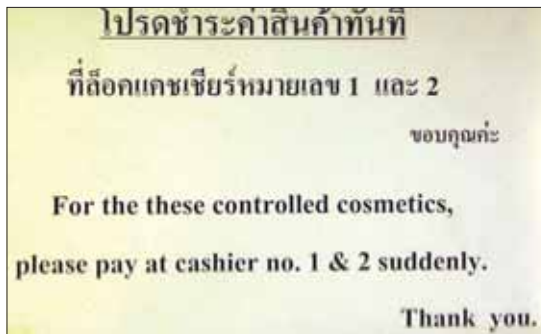 โปรดชำระค่าสินค้าทันที
ที่ล็อคแคชเชียร์หมายเลข 1 และ 2
ขอบคุณค่ะ
For the these controlled cosmetics,
please pay at cashier no. 1 & 2 suddenly.
Thank you.